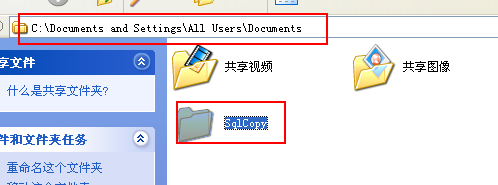 C:\Documents and Settings\All Users\Documents
享文件
什么是共享文件夹?
件和文件夹任务
重命名这个文件夹
共享视频
共享图像
SqlCopy